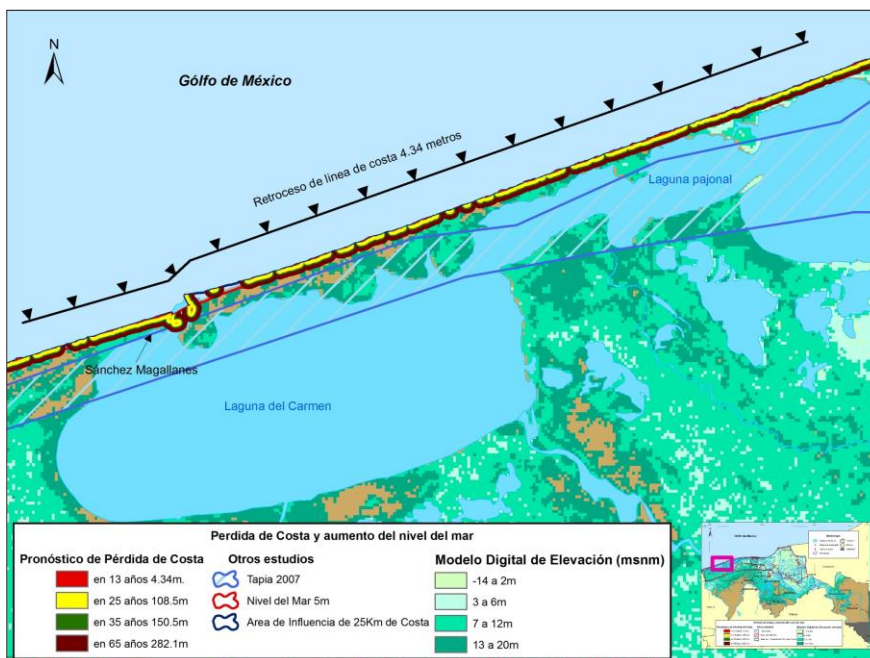 N
Gólfo de México
Retroceso de línea de costa 4.34 metros
Laguna pajonal
Sánchez Magallanes
Laguna del Carmen
Perdida de Costa y aumento del nivel del mar
Pronóstico de Pérdida de Costa
en 13 años 4.34m.
en 25 años 108.5m
en 35 años 150.5m
en 65 años 282.1m
Otros estudios
Tapia 2007
Nivel del Mar 5m
Area de Influencia de 25Km de Costa
Modelo Digital de Elevación (msnm)
-14 a 2m
3 a 6m
7 a 12m
13 a 20m